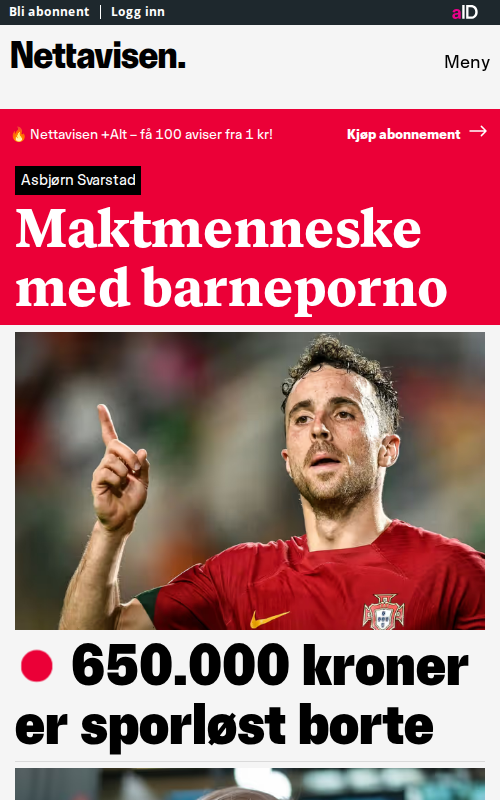 Bli abonnent | Logg inn
aID
Nettavisen.
Meny
🔥 Nettavisen +Alt – få 100 aviser fra 1 kr!
Kjøp abonnement →
Asbjørn Svarstad
Maktmenneske
med barneporno
650.000 kroner
er sporløst borte